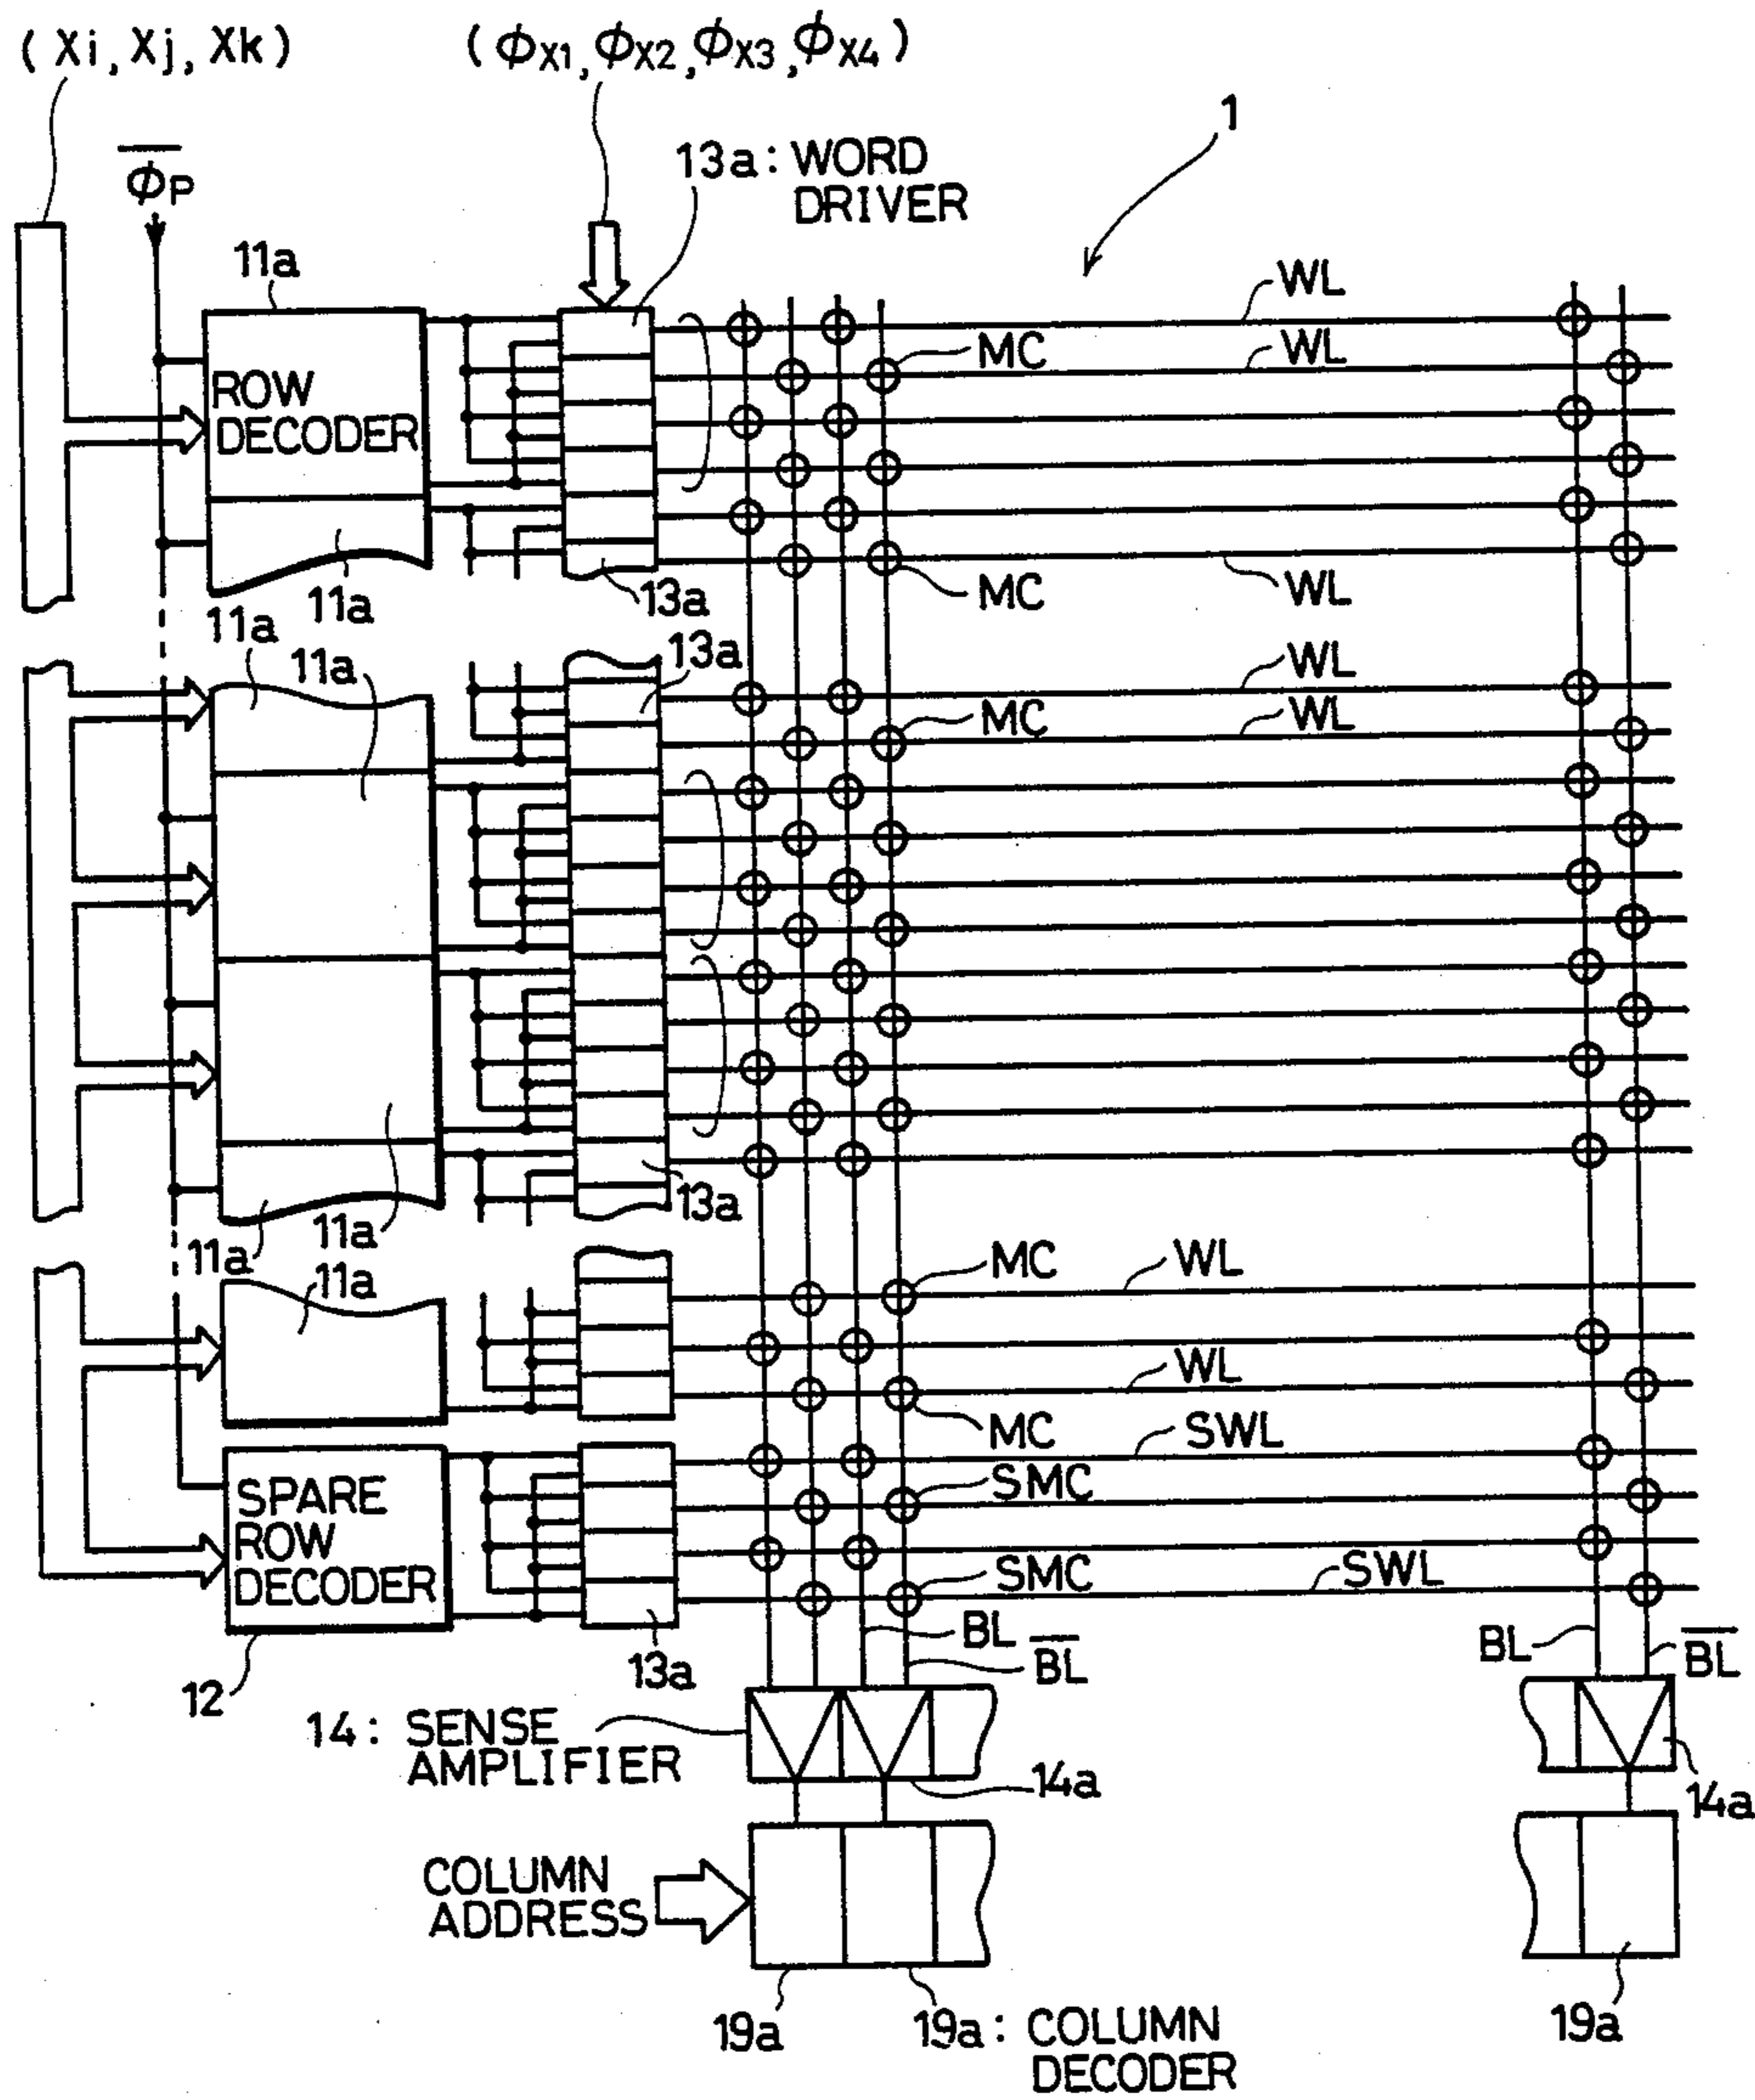 (Xi, Xj, Xk)
(ϕX1, ϕX2, ϕX3, ϕX4)
1
ϕP
13a: WORD
DRIVER
11a
WL
MC
WL
ROW
DECODER
11a
11a
13a
MC
WL
11a
11a
13a
WL
MC
WL
13a
11a
11a
11a
MC
WL
WL
MC
SWL
SPARE
ROW
DECODER
SMC
SMC
SWL
12
13a
BL
BL
BL
BL
14: SENSE
AMPLIFIER
14a
14a
COLUMN
ADDRESS
19a
19a: COLUMN
DECODER
19a